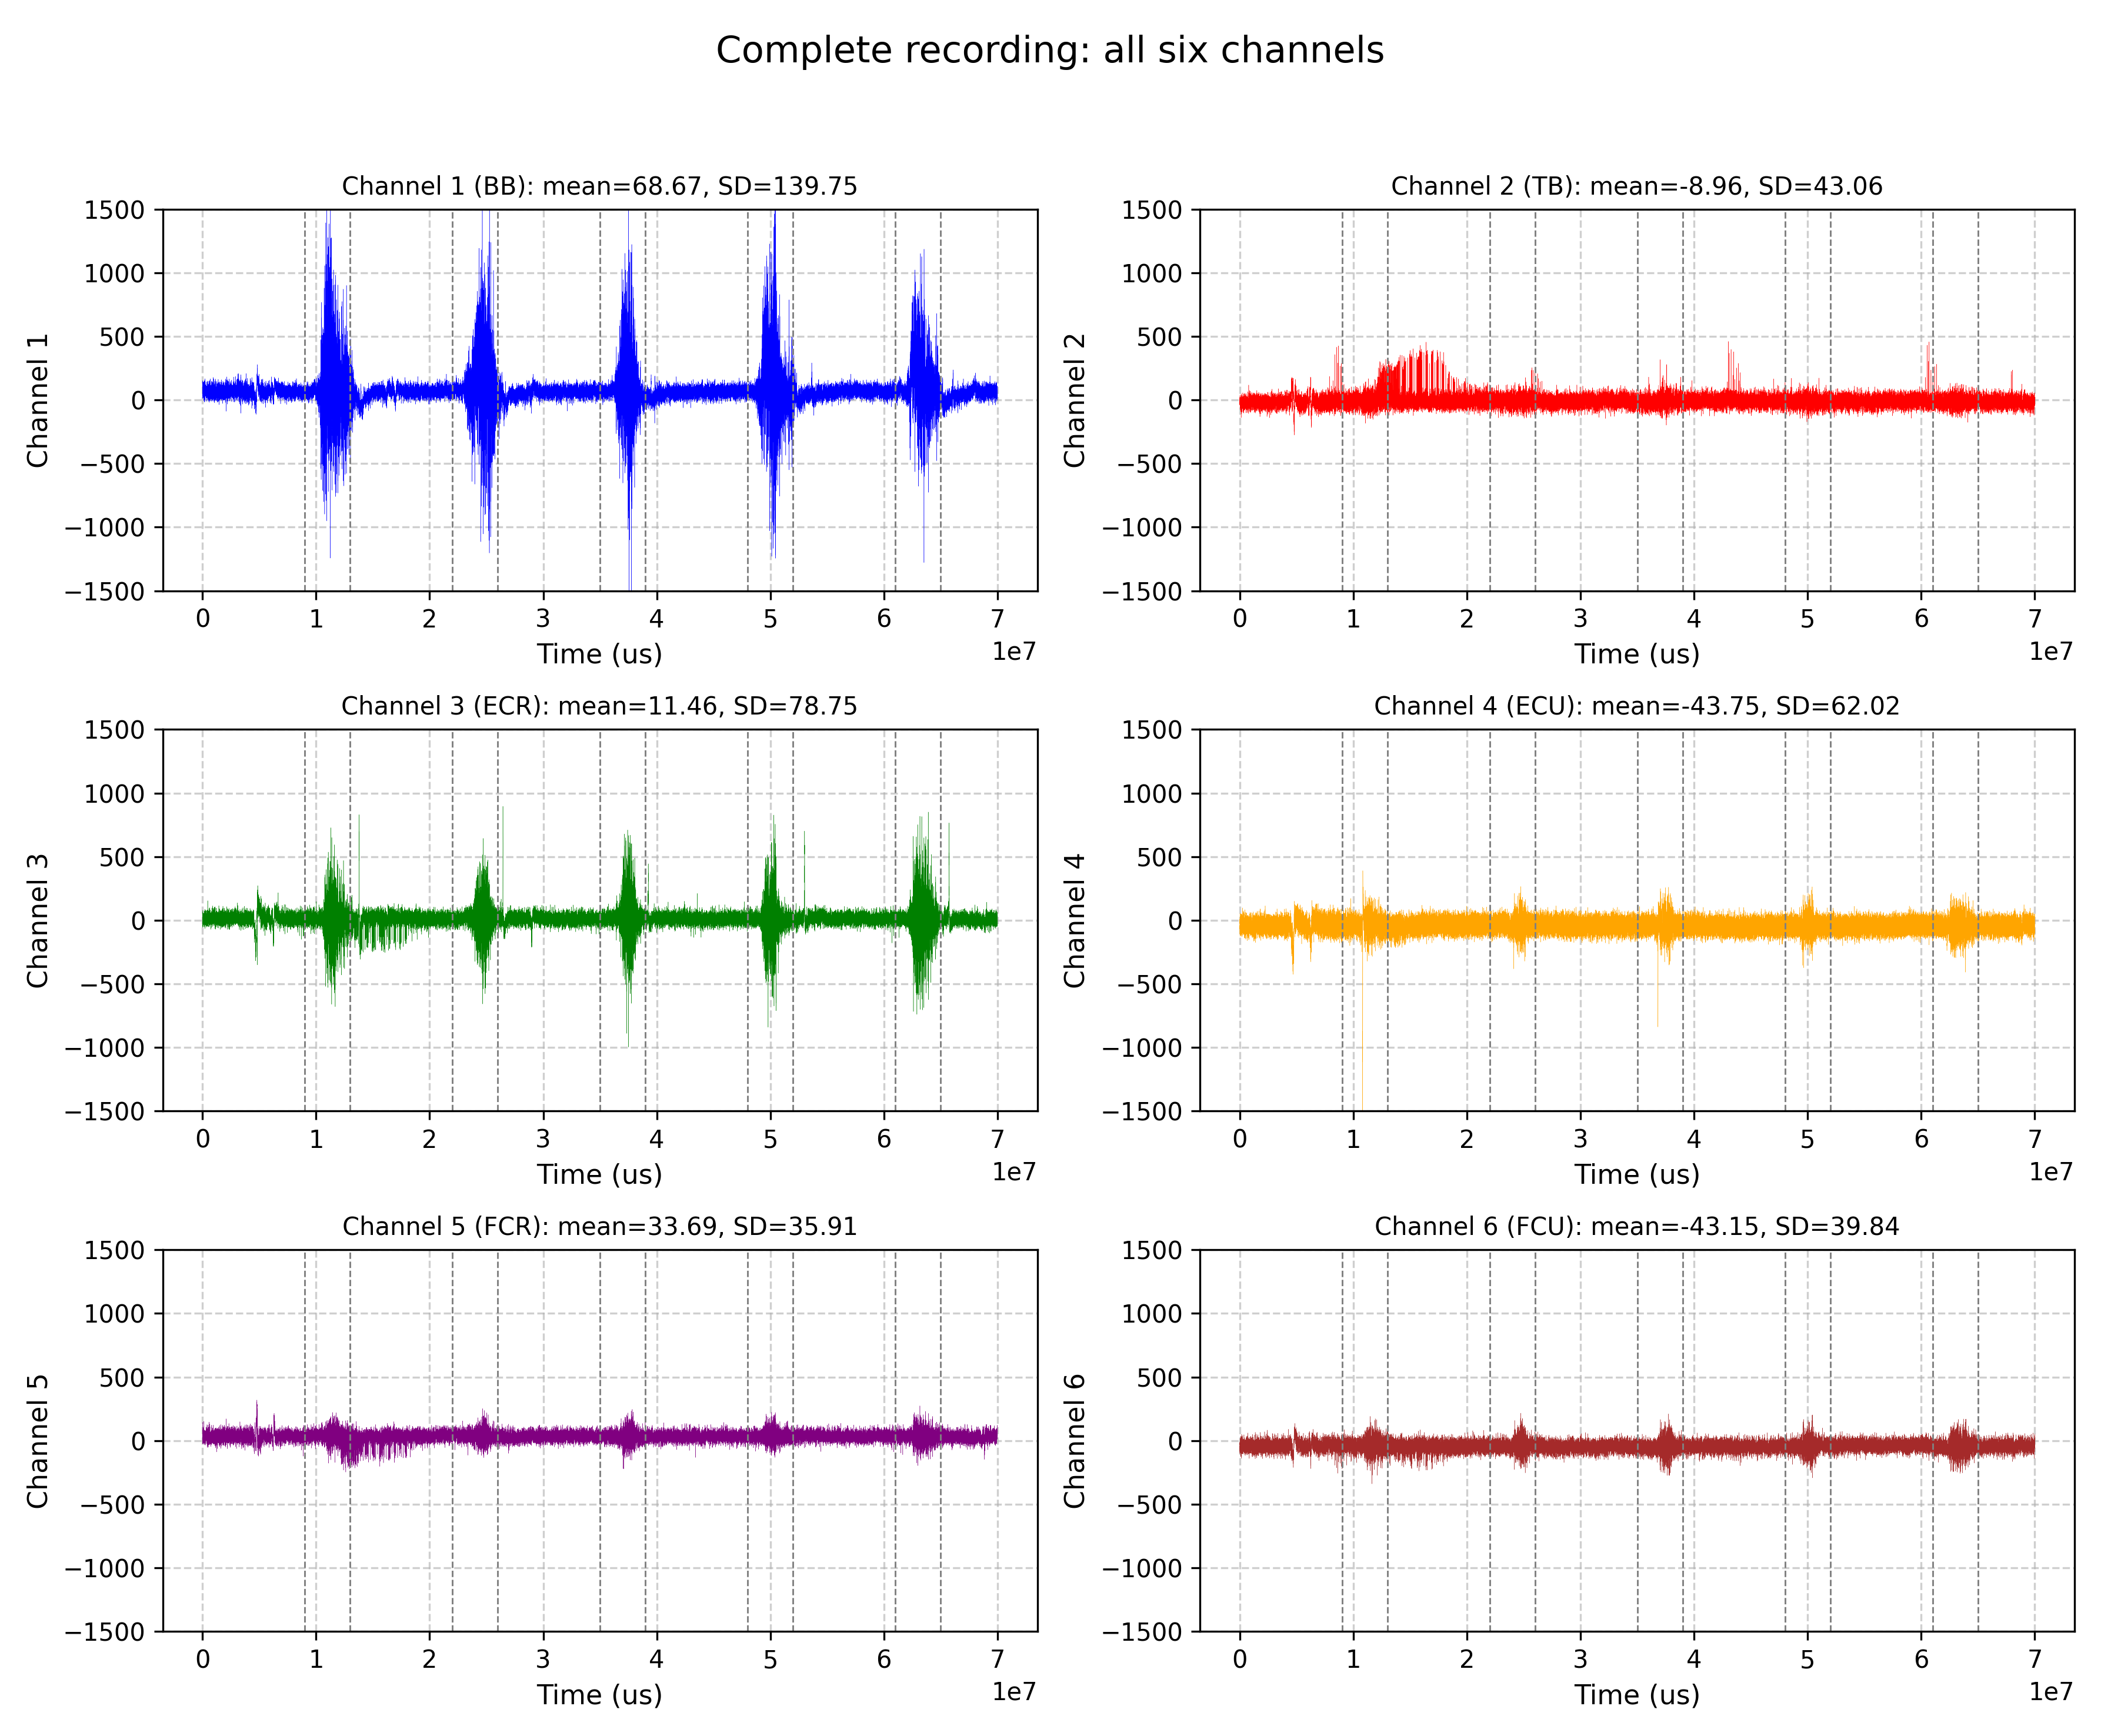 Complete recording: all six channels
Channel 1 (BB): mean=68.67, SD=139.75
1500
1000
500
0
−500
−1000
−1500
Channel 1
0 1 2 3 4 5 6 7
1e7
Time (us)
Channel 2 (TB): mean=-8.96, SD=43.06
1500
1000
500
0
−500
−1000
−1500
Channel 2
0 1 2 3 4 5 6 7
1e7
Time (us)
Channel 3 (ECR): mean=11.46, SD=78.75
1500
1000
500
0
−500
−1000
−1500
Channel 3
0 1 2 3 4 5 6 7
1e7
Time (us)
Channel 4 (ECU): mean=-43.75, SD=62.02
1500
1000
500
0
−500
−1000
−1500
Channel 4
0 1 2 3 4 5 6 7
1e7
Time (us)
Channel 5 (FCR): mean=33.69, SD=35.91
1500
1000
500
0
−500
−1000
−1500
Channel 5
0 1 2 3 4 5 6 7
1e7
Time (us)
Channel 6 (FCU): mean=-43.15, SD=39.84
1500
1000
500
0
−500
−1000
−1500
Channel 6
0 1 2 3 4 5 6 7
1e7
Time (us)